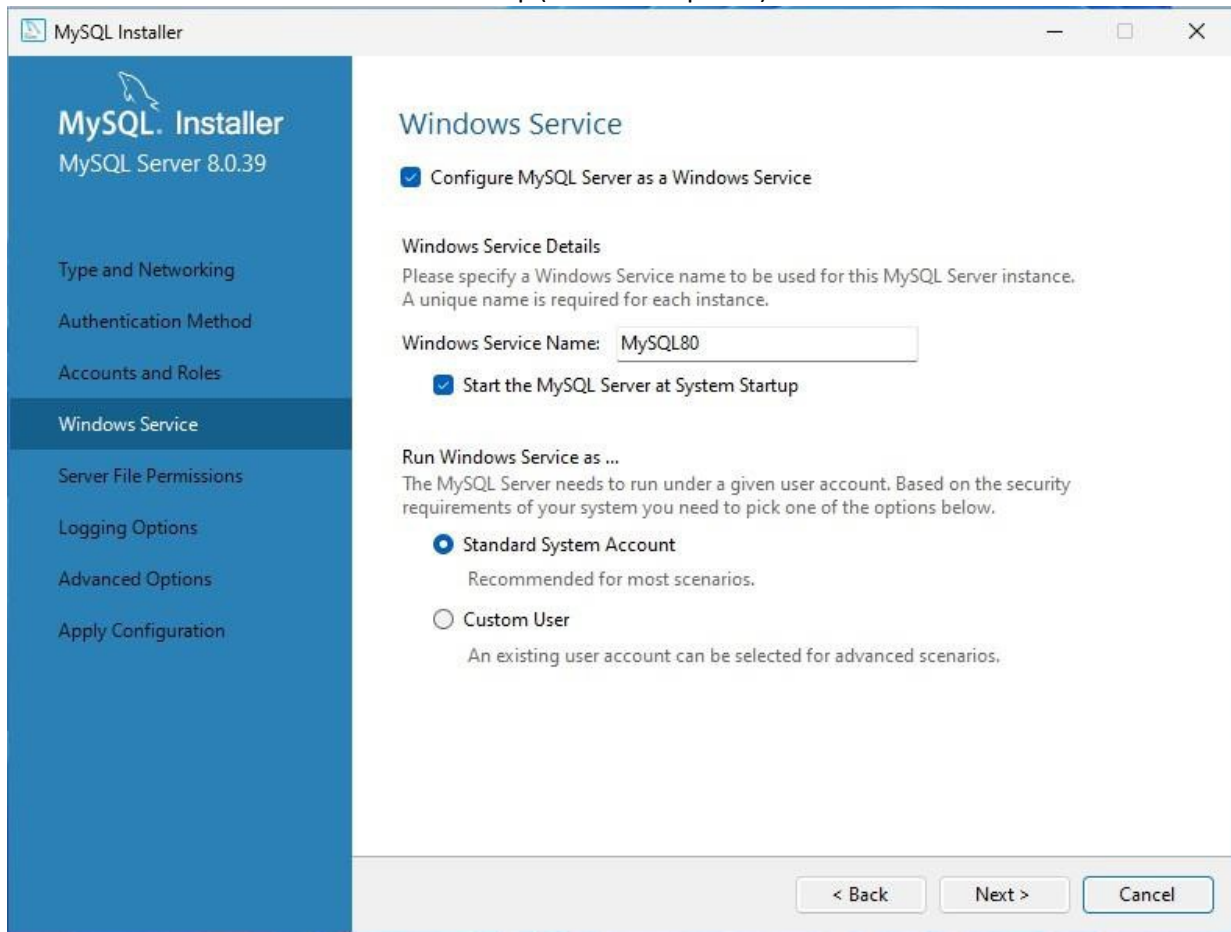 MySQL Installer
MySQL. Installer
MySQL Server 8.0.39
Type and Networking
Authentication Method
Accounts and Roles
Windows Service
Server File Permissions
Logging Options
Advanced Options
Apply Configuration
Windows Service
Configure MySQL Server as a Windows Service
Windows Service Details
Please specify a Windows Service name to be used for this MySQL Server instance.
A unique name is required for each instance.
Windows Service Name: MySQL80
Start the MySQL Server at System Startup
Run Windows Service as ...
The MySQL Server needs to run under a given user account. Based on the security
requirements of your system you need to pick one of the options below.
Standard System Account
Recommended for most scenarios.
Custom User
An existing user account can be selected for advanced scenarios.
< Back Next > Cancel